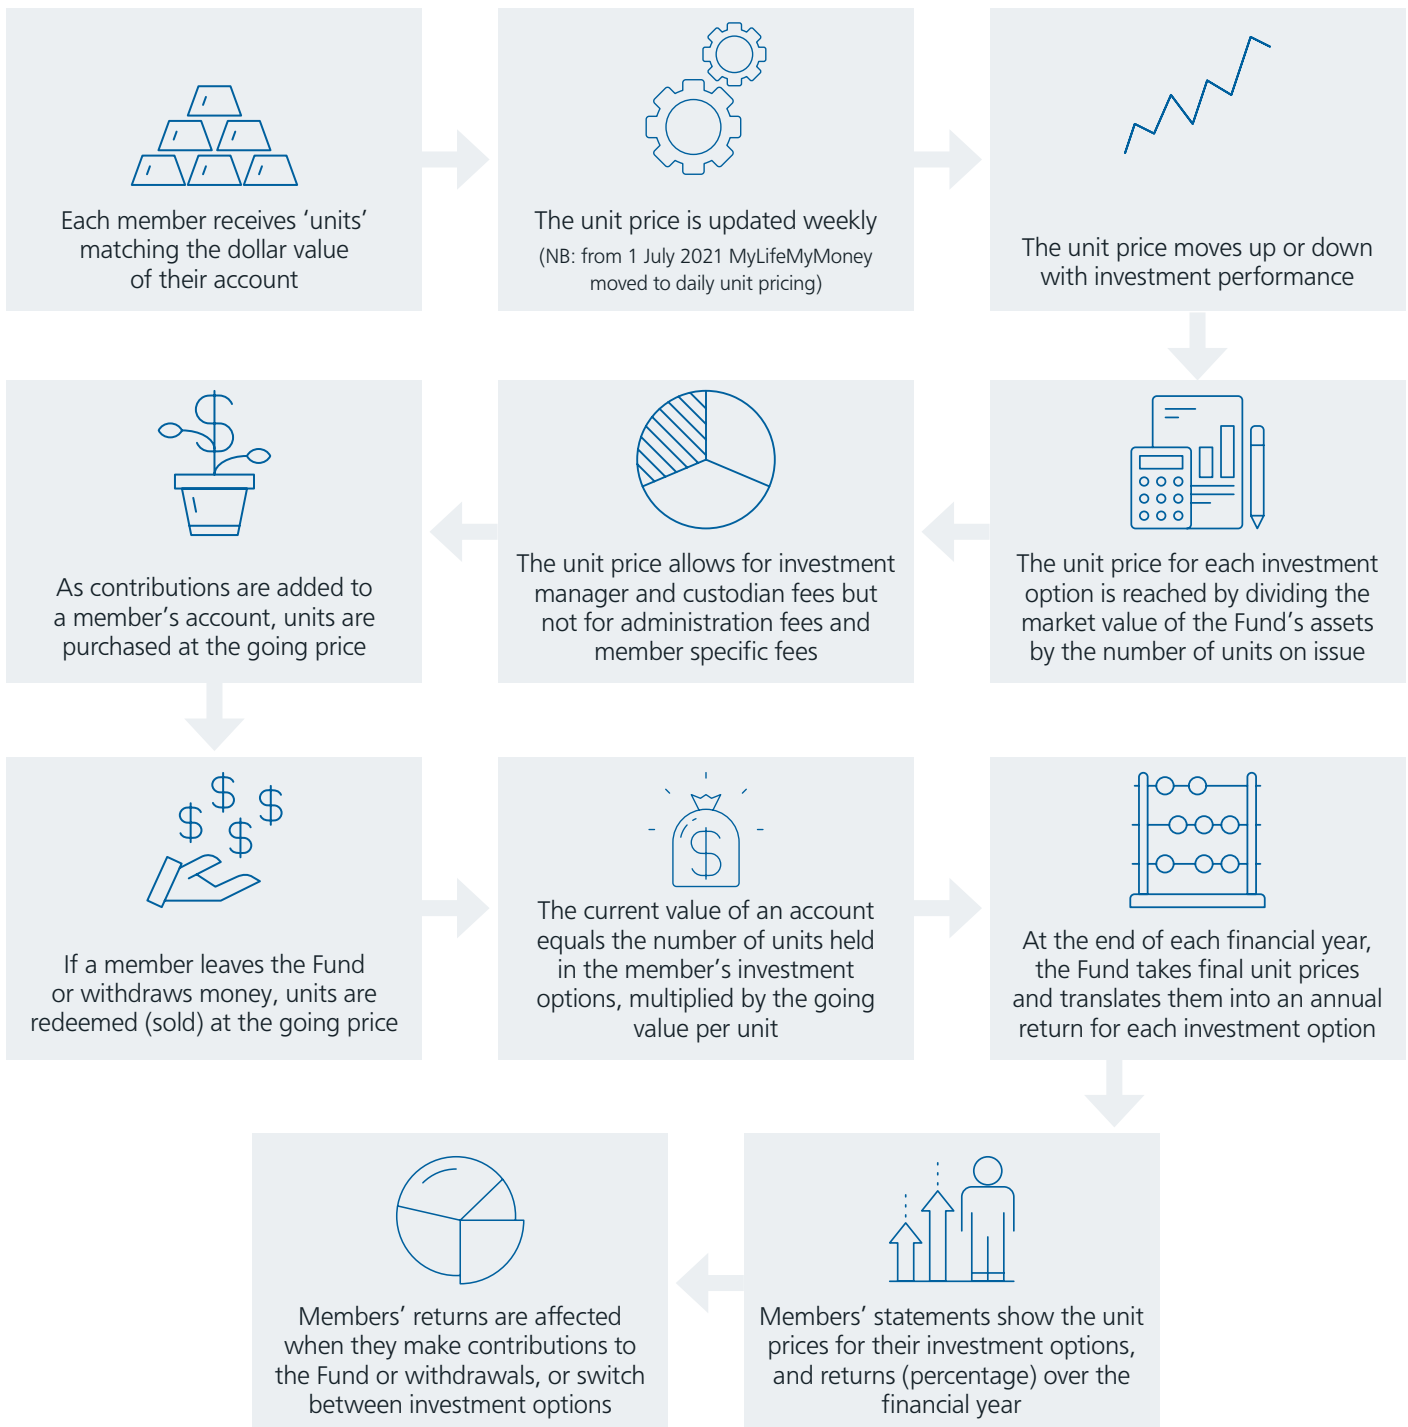 Each member receives ‘units’
matching the dollar value
of their account
The unit price is updated weekly
(NB: from 1 July 2021 MyLifeMyMoney
moved to daily unit pricing)
The unit price moves up or down
with investment performance
The unit price for each investment
option is reached by dividing the
market value of the Fund’s assets
by the number of units on issue
The unit price allows for investment
manager and custodian fees but
not for administration fees and
member specific fees
As contributions are added to
a member’s account, units are
purchased at the going price
If a member leaves the Fund
or withdraws money, units are
redeemed (sold) at the going price
The current value of an account
equals the number of units held
in the member’s investment
options, multiplied by the going
value per unit
At the end of each financial year,
the Fund takes final unit prices
and translates them into an annual
return for each investment option
Members’ statements show the unit
prices for their investment options,
and returns (percentage) over the
financial year
Members’ returns are affected
when they make contributions to
the Fund or withdrawals, or switch
between investment options